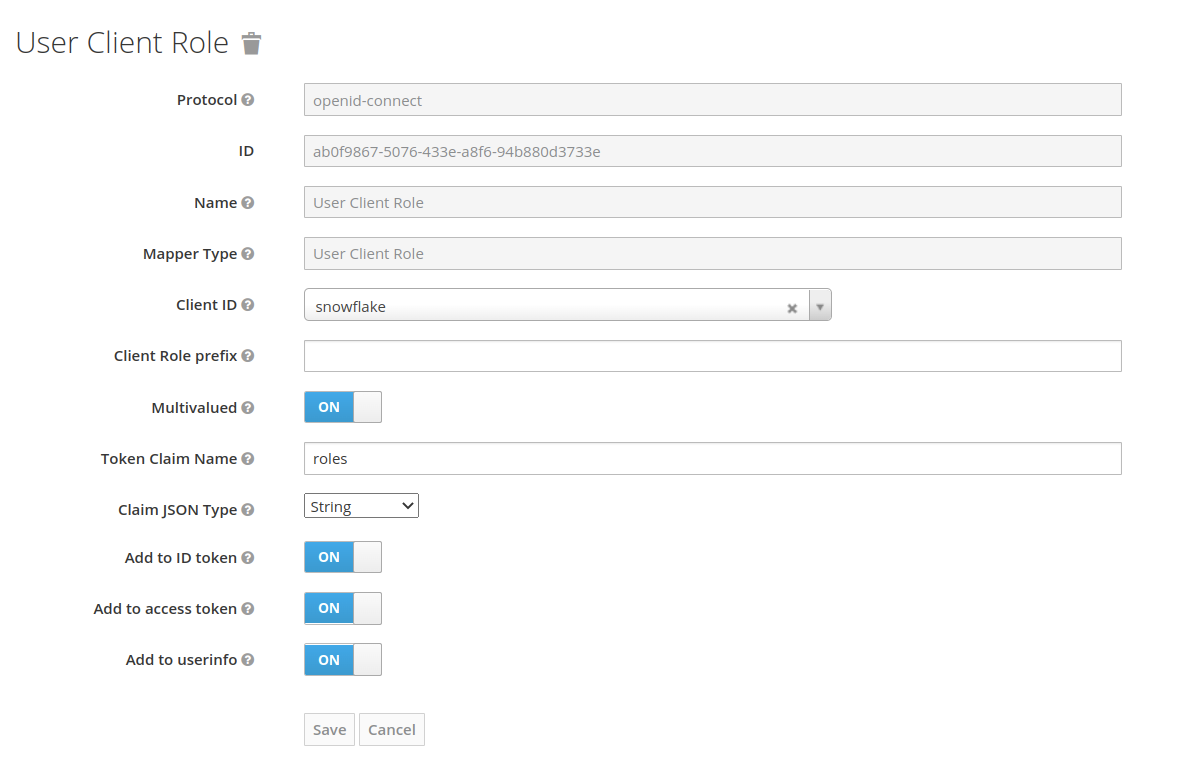 User Client Role
Protocol openid-connect
ID ab0f9867-5076-433e-a8f6-94b880d3733e
Name User Client Role
Mapper Type User Client Role
Client ID snowflake
Client Role prefix
Multivalued ON
Token Claim Name roles
Claim JSON Type String
Add to ID token ON
Add to access token ON
Add to userinfo ON
Save Cancel